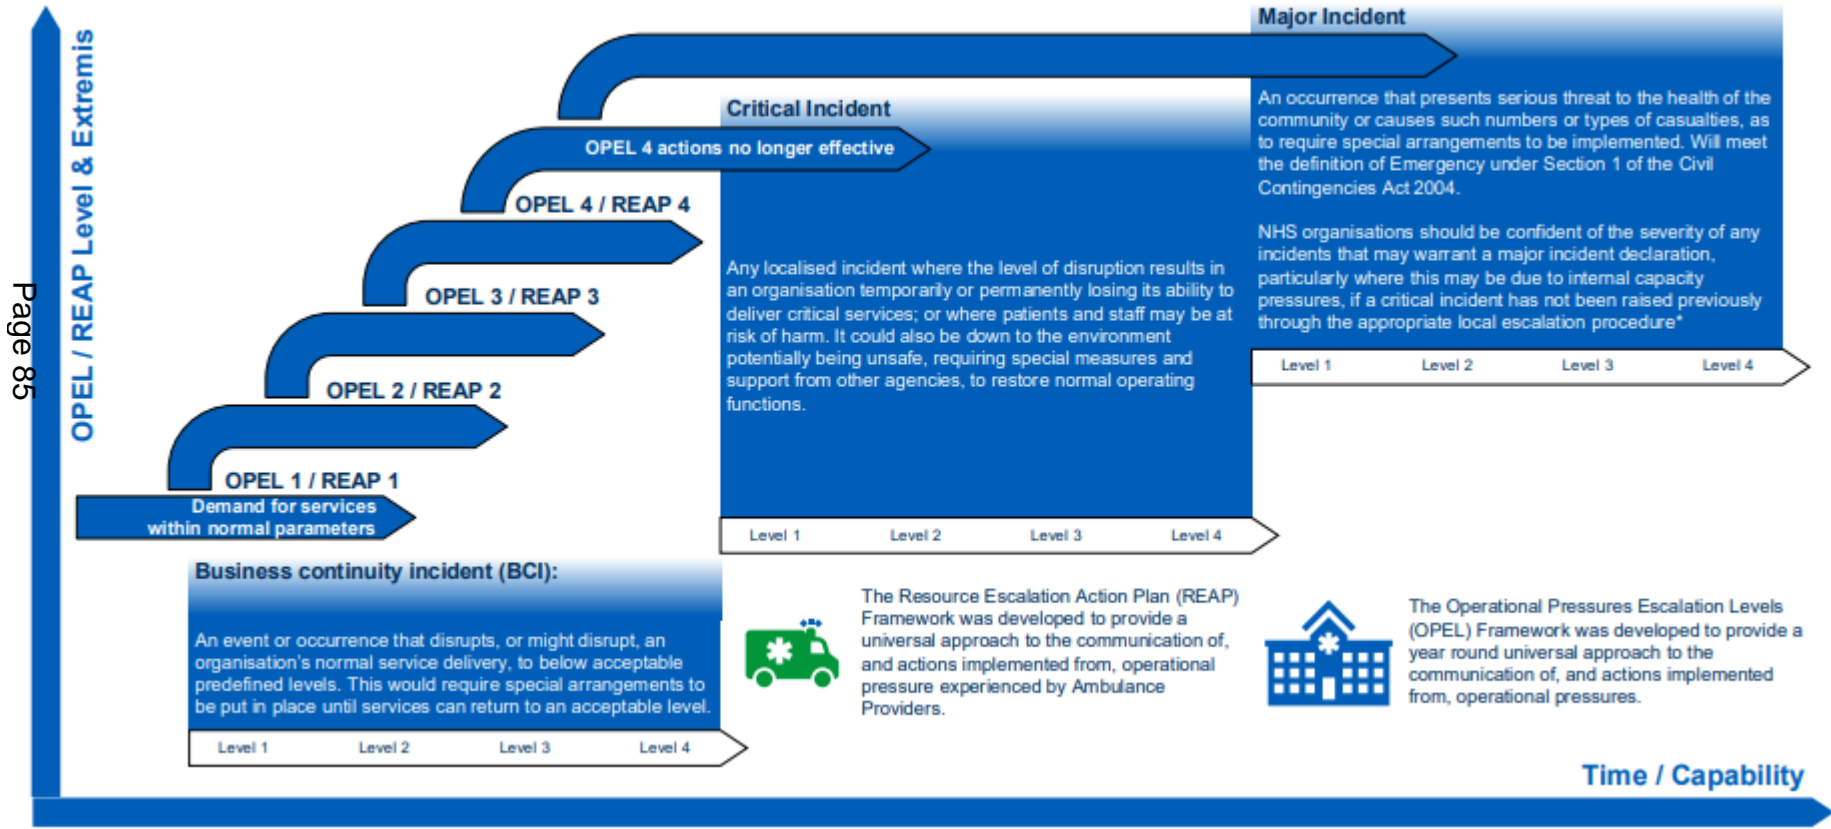 Page 85
OPEL / REAP Level & Extremis
Major Incident
An occurrence that presents serious threat to the health of the
community or causes such numbers or types of casualties, as
to require special arrangements to be implemented. Will meet
the definition of Emergency under Section 1 of the Civil
Contingencies Act 2004.
NHS organisations should be confident of the severity of any
incidents that may warrant a major incident declaration,
particularly where this may be due to internal capacity
pressures, if a critical incident has not been raised previously
through the appropriate local escalation procedure*
Level 1 Level 2 Level 3 Level 4
Critical Incident
OPEL 4 actions no longer effective
Any localised incident where the level of disruption results in
an organisation temporarily or permanently losing its ability to
deliver critical services; or where patients and staff may be at
risk of harm. It could also be down to the environment
potentially being unsafe, requiring special measures and
support from other agencies, to restore normal operating
functions.
Level 1 Level 2 Level 3 Level 4
OPEL 4 / REAP 4
OPEL 3 / REAP 3
OPEL 2 / REAP 2
OPEL 1 / REAP 1
Demand for services
within normal parameters
Business continuity incident (BCI):
An event or occurrence that disrupts, or might disrupt, an
organisation's normal service delivery, to below acceptable
predefined levels. This would require special arrangements to
be put in place until services can return to an acceptable level.
Level 1 Level 2 Level 3 Level 4
The Resource Escalation Action Plan (REAP)
Framework was developed to provide a
universal approach to the communication of,
and actions implemented from, operational
pressure experienced by Ambulance
Providers.
The Operational Pressures Escalation Levels
(OPEL) Framework was developed to provide a
year round universal approach to the
communication of, and actions implemented
from, operational pressures.
Time / Capability